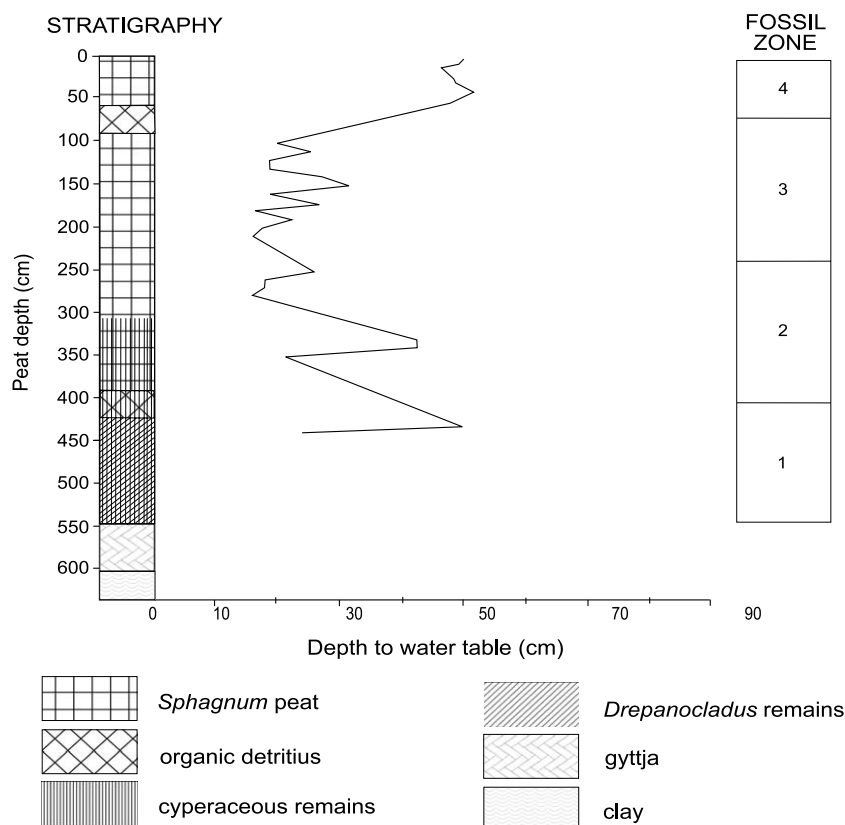 STRATIGRAPHY
FOSSIL
ZONE
0
50
100
150
200
250
300
350
400
450
500
550
600
Peat depth (cm)
4
3
2
1
0 10 30 50 70 90
Depth to water table (cm)
Sphagnum peat
organic detritius
cyperaceous remains
Drepanocladus remains
gyttja
clay